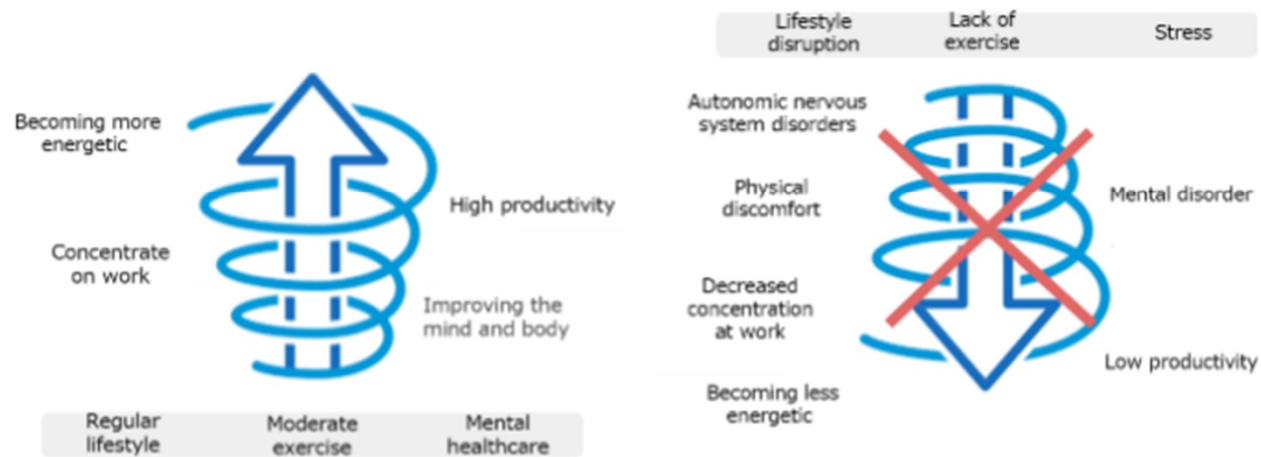 Becoming more
energetic
High productivity
Concentrate
on work
Improving the
mind and body
Regular
lifestyle
Moderate
exercise
Mental
healthcare
Lifestyle
disruption
Lack of
exercise
Stress
Autonomic nervous
system disorders
Physical
discomfort
Mental disorder
Decreased
concentration
at work
Low productivity
Becoming less
energetic